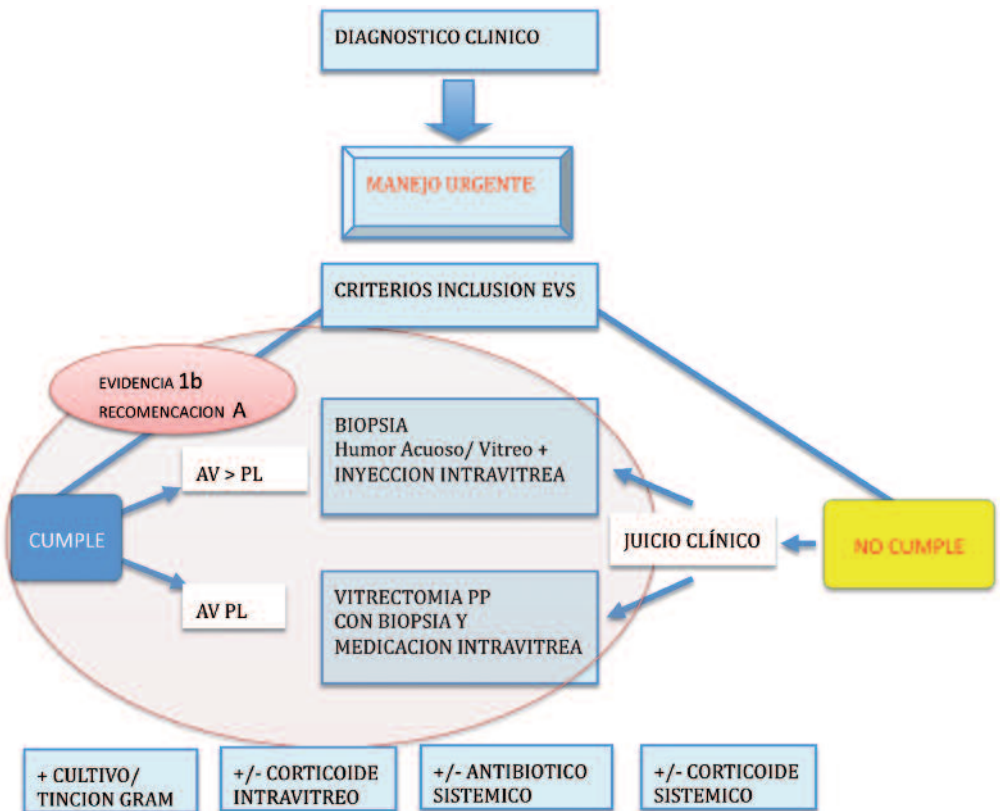 DIAGNOSTICO CLINICO
MANEJO URGENTE
CRITERIOS INCLUSION EVS
EVIDENCIA 1b
RECOMENCACION A
BIOPSIA
Humor Acuoso/ Vitreo +
INYECCION INTRAVITREA
AV > PL
CUMPLE
JUICIO CLÍNICO
NO CUMPLE
AV PL
VITRECTOMIA PP
CON BIOPSIA Y
MEDICACION INTRAVITREA
+ CULTIVO/
TINCION GRAM
+/- CORTICOIDE
INTRAVITREO
+/- ANTIBIOTICO
SISTEMICO
+/- CORTICOIDE
SISTEMICO